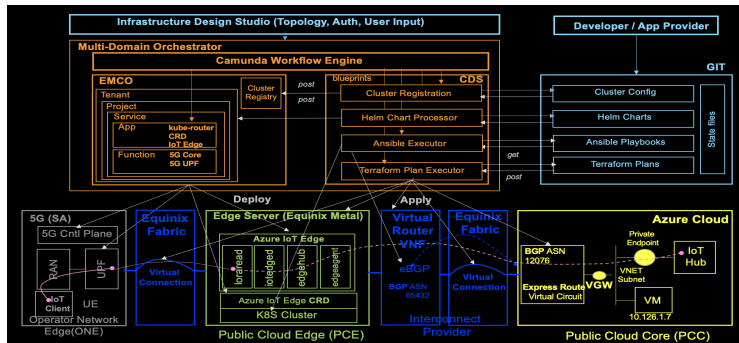 Infrastructure Design Studio (Topology, Auth, User Input)
Developer / App Provider
Multi-Domain Orchestrator
Camunda Workflow Engine
EMCO
Cluster
Registry
Tenant
Project
Service
App
kube-router
CRD
IoT Edge
Function
5G Core
5G UPF
post
post
blueprints
CDS
Cluster Registration
Helm Chart Processor
Ansible Executor
Terraform Plan Executor
get
post
GIT
Cluster Config
Helm Charts
Ansible Playbooks
Terraform Plans
State files
Deploy
Apply
5G (SA)
5G Cntl Plane
RAN
UPF
IoT
Client
UE
Operator Network
Edge(ONE)
Equinix
Fabric
Virtual
Connection
Edge Server (Equinix Metal)
Azure IoT Edge
loraread
iotedged
edgehub
edgeagent
Azure IoT Edge CRD
K8S Cluster
Public Cloud Edge (PCE)
Virtual
Router
VNF
eBGP
BGP ASN
65432
Equinix
Fabric
Virtual
Connection
Interconnect
Provider
Azure Cloud
BGP ASN
12076
Express Route
Virtual Circuit
Private
Endpoint
VGW
VNET
Subnet
IoT
Hub
VM
10.126.1.7
Public Cloud Core (PCC)